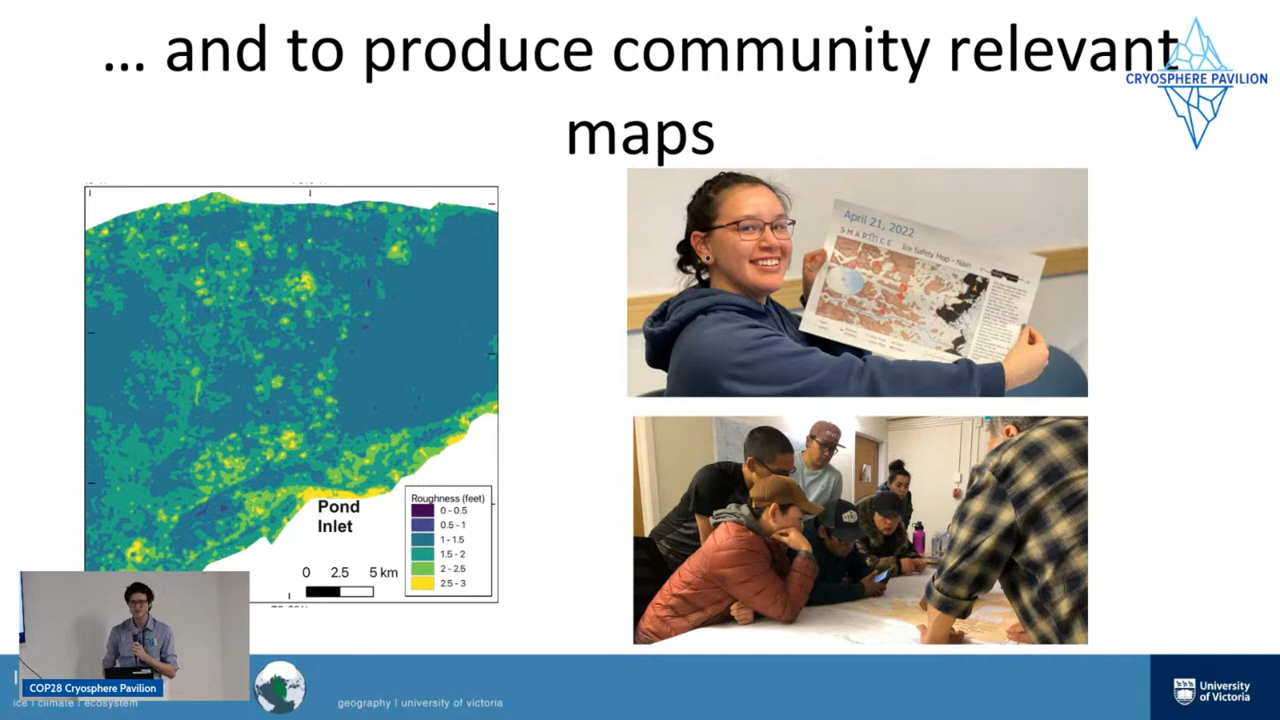 ... and to produce community relevant
maps
CRYOSPHERE PAVILION
Pond
Inlet
Roughness (feet)
0 - 0.5
0.5 - 1
1 - 1.5
1.5 - 2
2 - 2.5
2.5 - 3
0 2.5 5 km
April 21, 2022
SMARTICE Ice Safety Map - Nain
COP28 Cryosphere Pavilion
ice | climate | ecosystem
geography | university of victoria
University
of Victoria